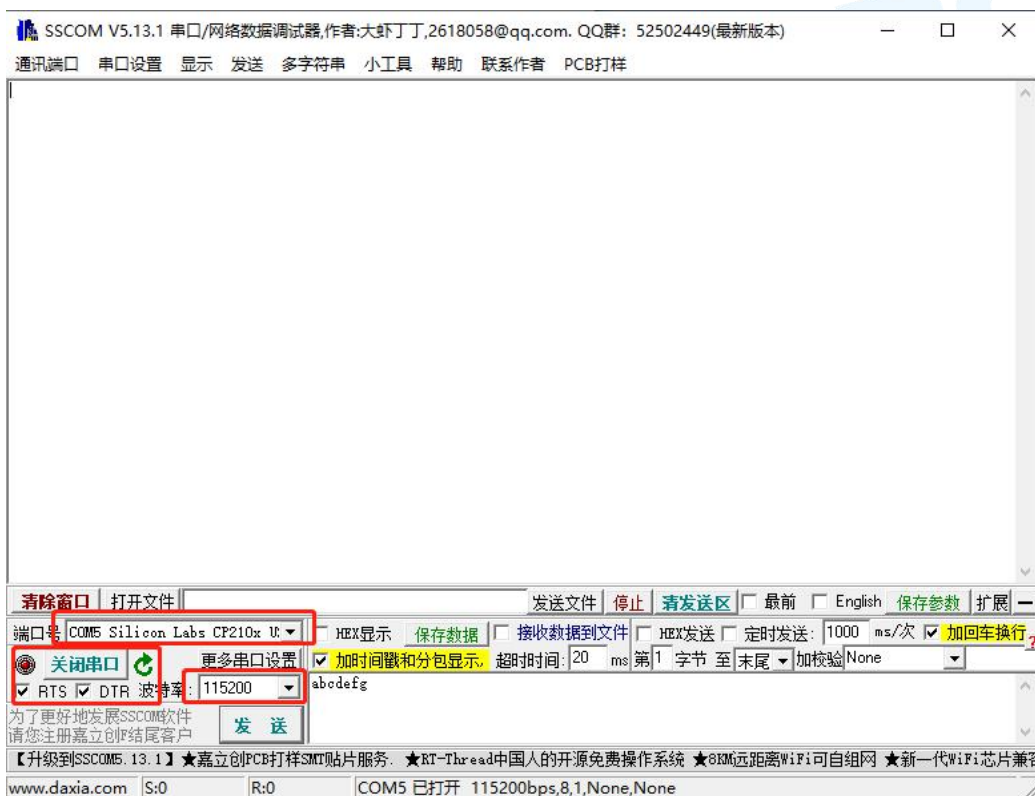 SSCOM V5.13.1 串口/网络数据调试器,作者:大虾丁丁,2618058@qq.com. QQ群: 52502449(最新版本)
通讯端口 串口设置 显示 发送 多字符串 小工具 帮助 联系作者 PCB打样
清除窗口 打开文件 发送文件 停止 清发送区 最前 English 保存参数 扩展
端口号 COM5 Silicon Labs CP210x HEX显示 保存数据 接收数据到文件 HEX发送 定时发送: 1000 ms/次 加回车换行
关闭串口 更多串口设置 加时间戳和分包显示, 超时时间: 20 ms 第1 字节 至 末尾 加校验 None
RTS DTR 波特率: 115200 abcdefg
为了更好地发展SSCOM软件
请您注册嘉立创F结尾客户
发 送
【升级到SSCOM5.13.1】★嘉立创PCB打样SMT贴片服务. ★RT-Thread中国人的开源免费操作系统 ★8KM远距离WiFi可自组网 ★新一代WiFi芯片兼容
www.daxia.com S:0 R:0 COM5 已打开 115200bps,8,1,None,None